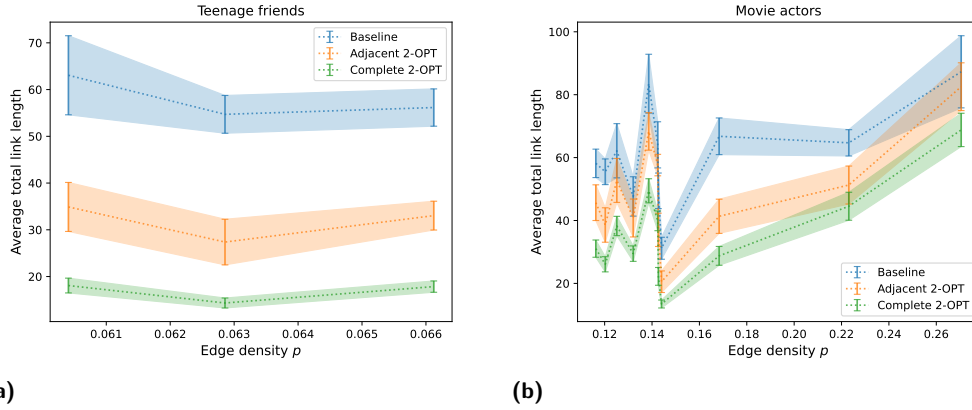 Teenage friends
Average total link length
70
60
50
40
30
20
Baseline
Adjacent 2-OPT
Complete 2-OPT
0.061 0.062 0.063 0.064 0.065 0.066
Edge density p
a)
Movie actors
Average total link length
100
80
60
40
20
Baseline
Adjacent 2-OPT
Complete 2-OPT
0.12 0.14 0.16 0.18 0.20 0.22 0.24 0.26
Edge density p
(b)